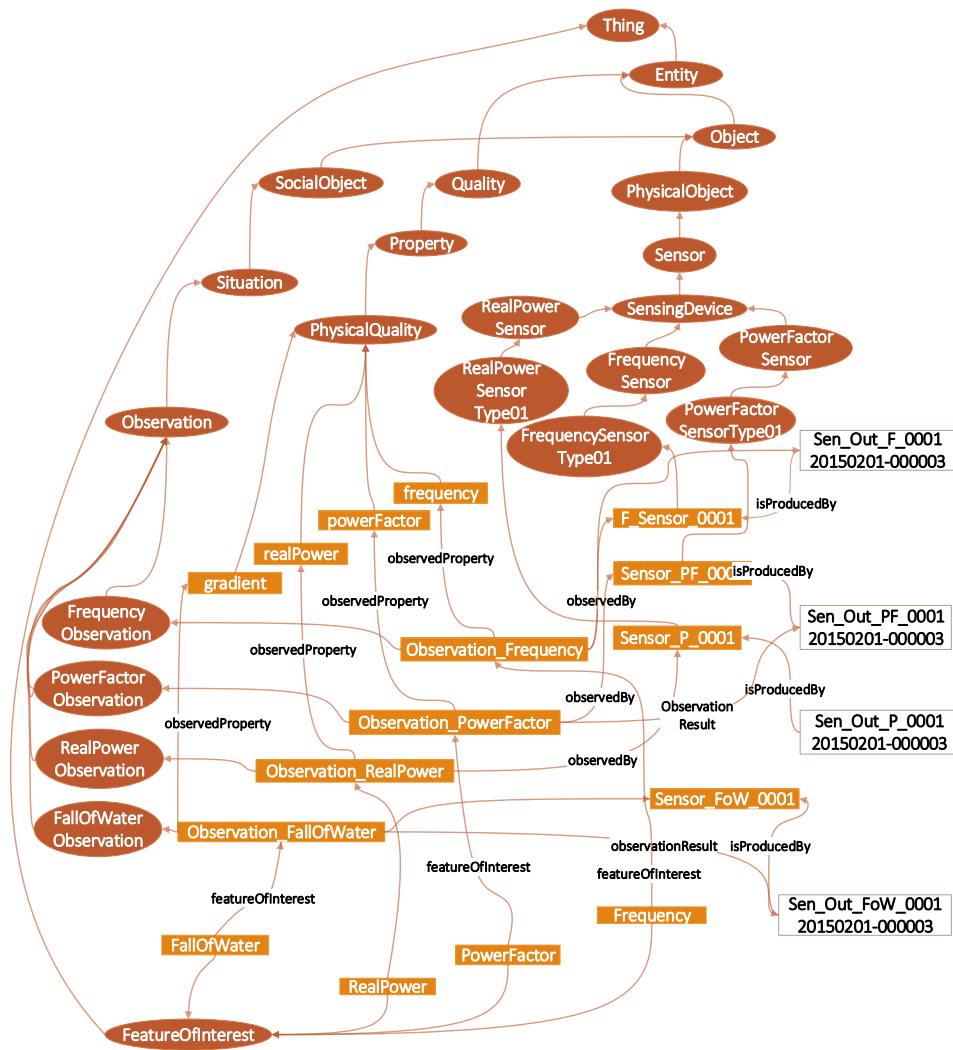 Thing
Entity
Object
SocialObject
Quality
PhysicalObject
Property
Sensor
Situation
RealPower
Sensor
SensingDevice
PhysicalQuality
PowerFactor
Sensor
Frequency
Sensor
RealPower
Sensor
Type01
Observation
PowerFactor
SensorType01
FrequencySensor
Type01
Sen_Out_F_0001
20150201-000003
frequency
isProducedBy
powerFactor
F_Sensor_0001
realPower
observedProperty
gradient
Sensor_PF_000
isProducedBy
observedProperty
observedBy
Frequency
Observation
Sen_Out_PF_0001
20150201-000003
Observation_Frequency
Sensor_P_0001
observedProperty
PowerFactor
Observation
isProducedBy
observedBy
Observation
Result
observedProperty
Observation_PowerFactor
Sen_Out_P_0001
20150201-000003
RealPower
Observation
observedBy
Observation_RealPower
Sensor_FoW_0001
FallOfWater
Observation
Observation_FallOfWater
observationResult
isProducedBy
featureOfInterest
featureOfInterest
featureOfInterest
Sen_Out_FoW_0001
20150201-000003
Frequency
FallOfWater
PowerFactor
RealPower
FeatureOfInterest